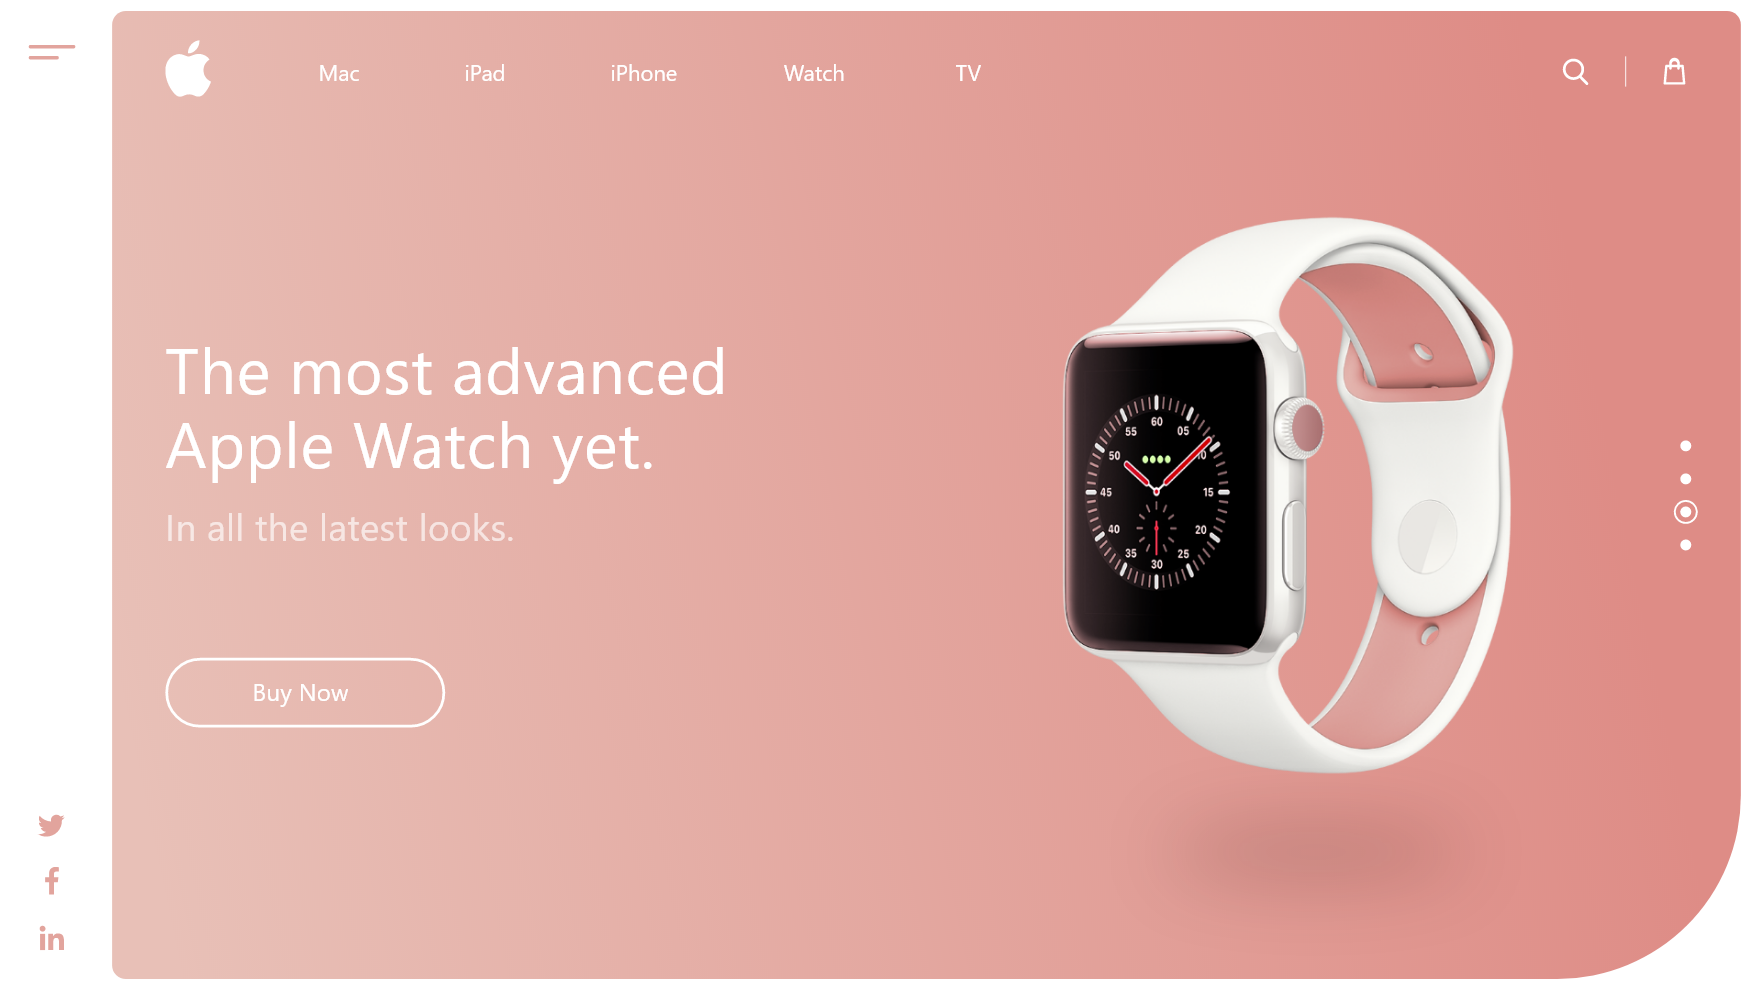 Mac
iPad
iPhone
Watch
TV
The most advanced
Apple Watch yet.
In all the latest looks.
Buy Now
60
55
05
50
10
45
15
40
20
35
25
30